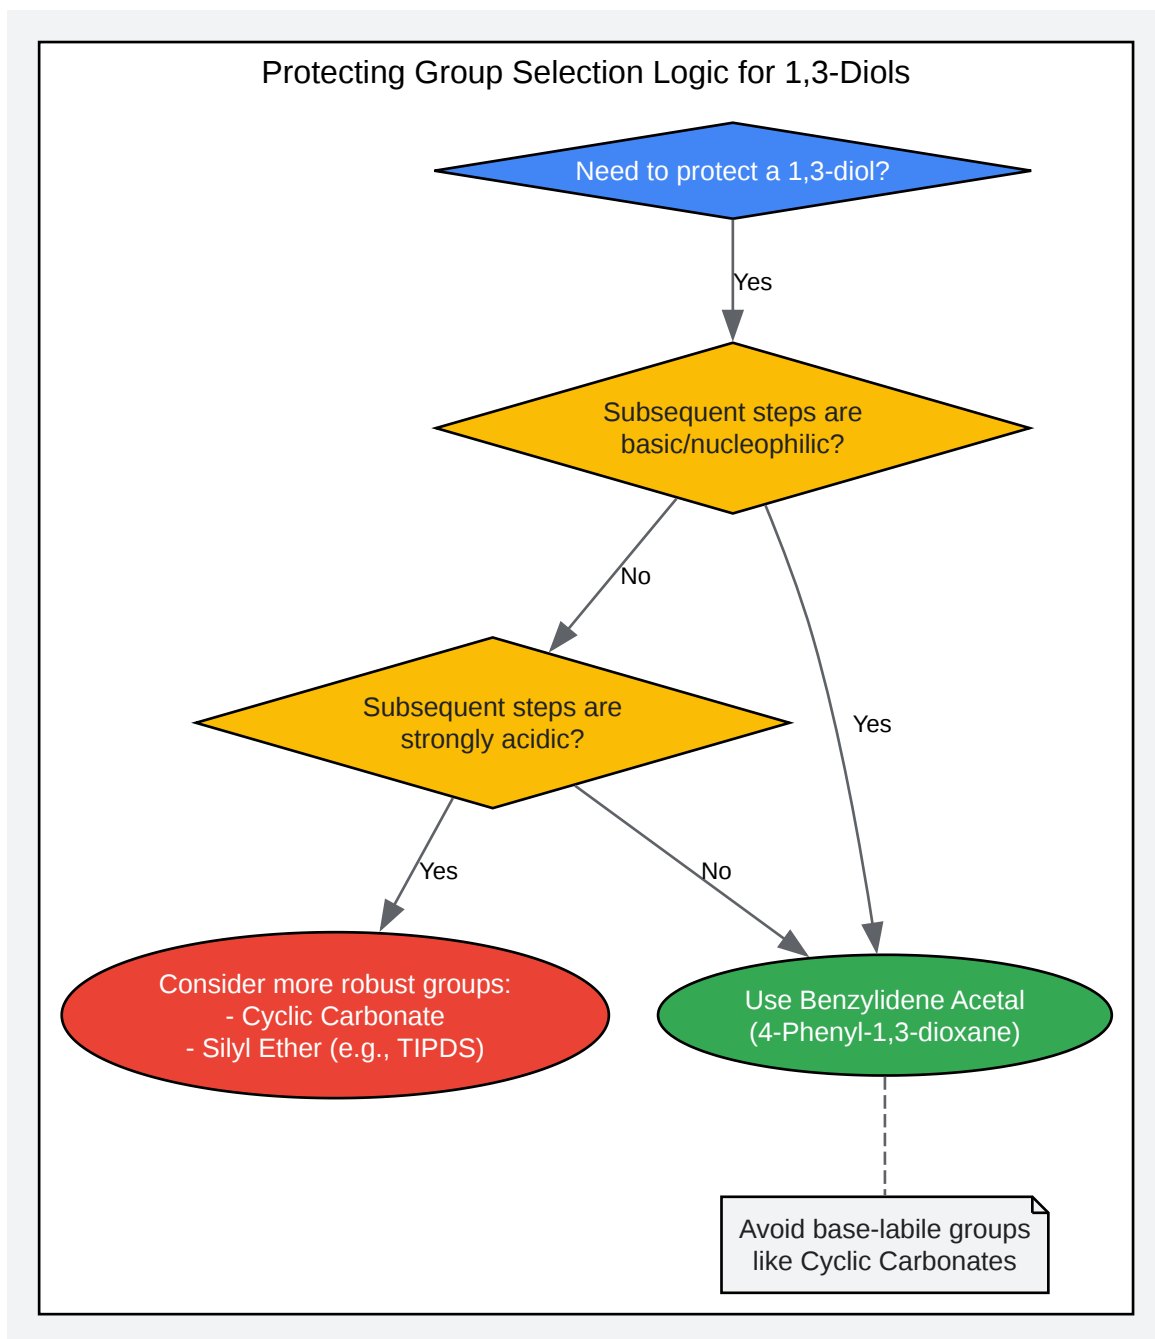 Protecting Group Selection Logic for 1,3-Diols
Need to protect a 1,3-diol?
Yes
Subsequent steps are
basic/nucleophilic?
No
Subsequent steps are
strongly acidic?
Yes
Yes
No
Consider more robust groups:
- Cyclic Carbonate
- Silyl Ether (e.g., TIPDS)
Use Benzylidene Acetal
(4-Phenyl-1,3-dioxane)
Avoid base-labile groups
like Cyclic Carbonates